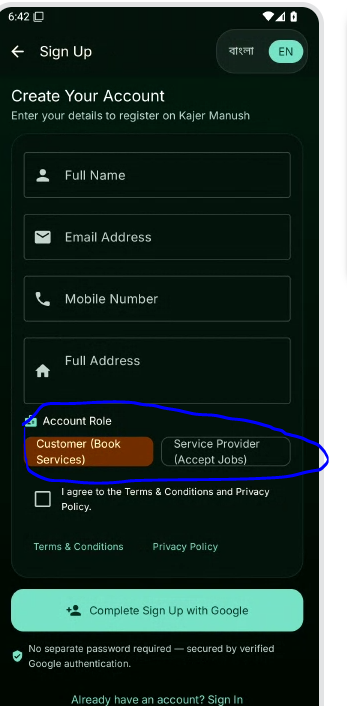 6:42
Sign Up
বাংলা
EN
Create Your Account
Enter your details to register on Kajer Manush
Full Name
Email Address
Mobile Number
Full Address
Account Role
Customer (Book
Services)
Service Provider
(Accept Jobs)
I agree to the Terms & Conditions and Privacy
Policy.
Terms & Conditions
Privacy Policy
Complete Sign Up with Google
No separate password required — secured by verified
Google authentication.
Already have an account? Sign In